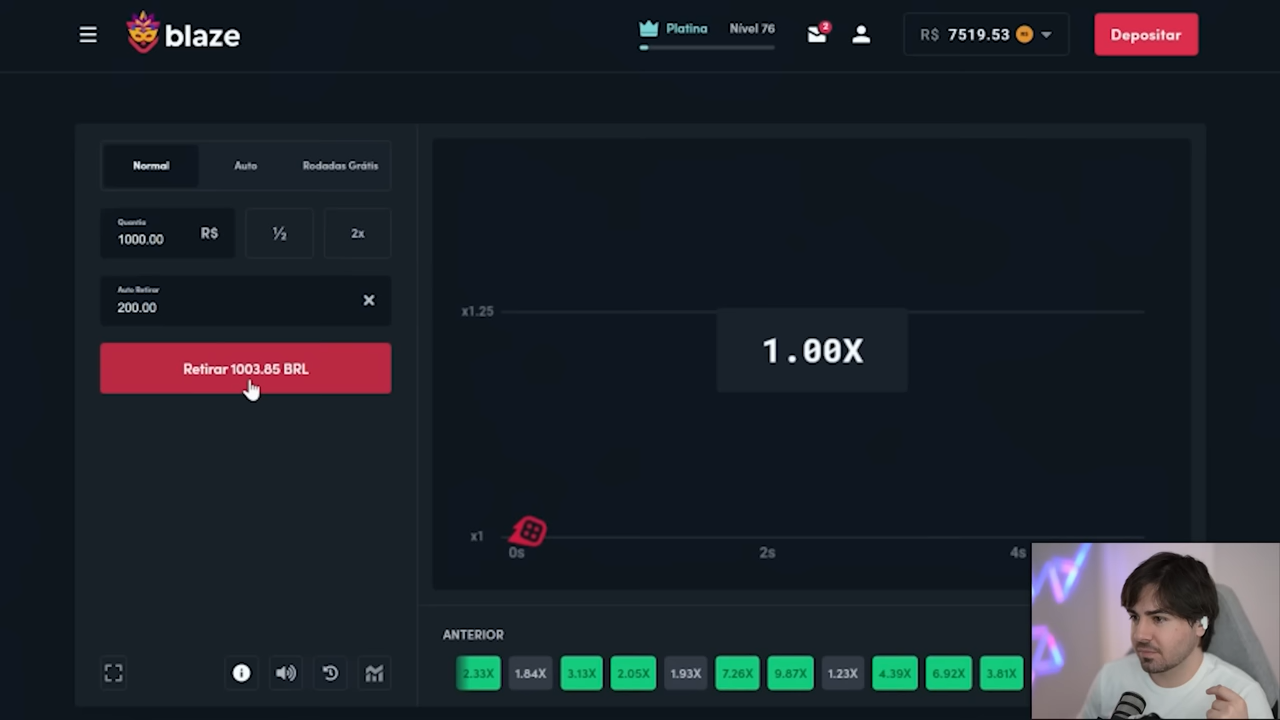 blaze
Platina Nível 76
2
R$ 7519.53
Depositar
Normal Auto Rodadas Grátis
Quantia
1000.00 R$ ½ 2x
Auto Retirar
200.00
Retirar 1003.85 BRL
x1.25
1.00X
x1
0s 2s 4s
ANTERIOR
2.33X 1.84X 3.13X 2.05X 1.93X 7.26X 9.87X 1.23X 4.39X 6.92X 3.81X